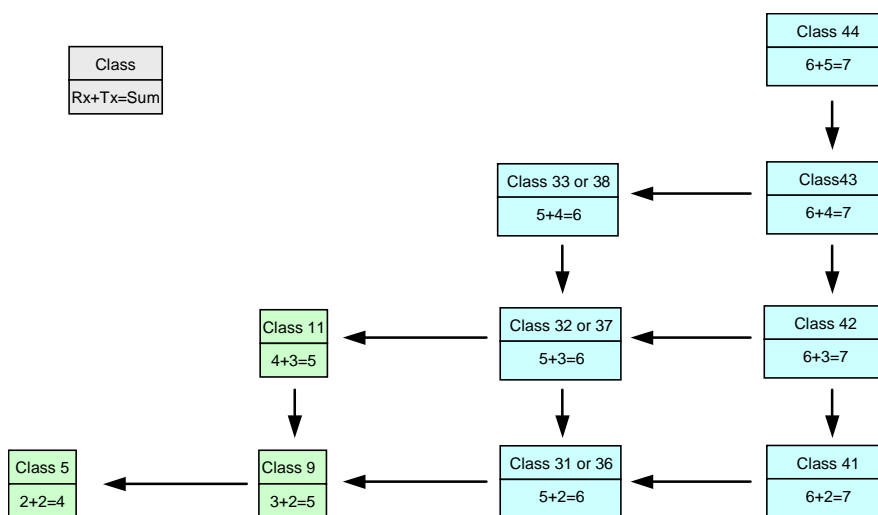 Class 44
6+5=7
Class
Rx+Tx=Sum
Class 33 or 38
5+4=6
Class43
6+4=7
Class 11
4+3=5
Class 32 or 37
5+3=6
Class 42
6+3=7
Class 5
2+2=4
Class 9
3+2=5
Class 31 or 36
5+2=6
Class 41
6+2=7